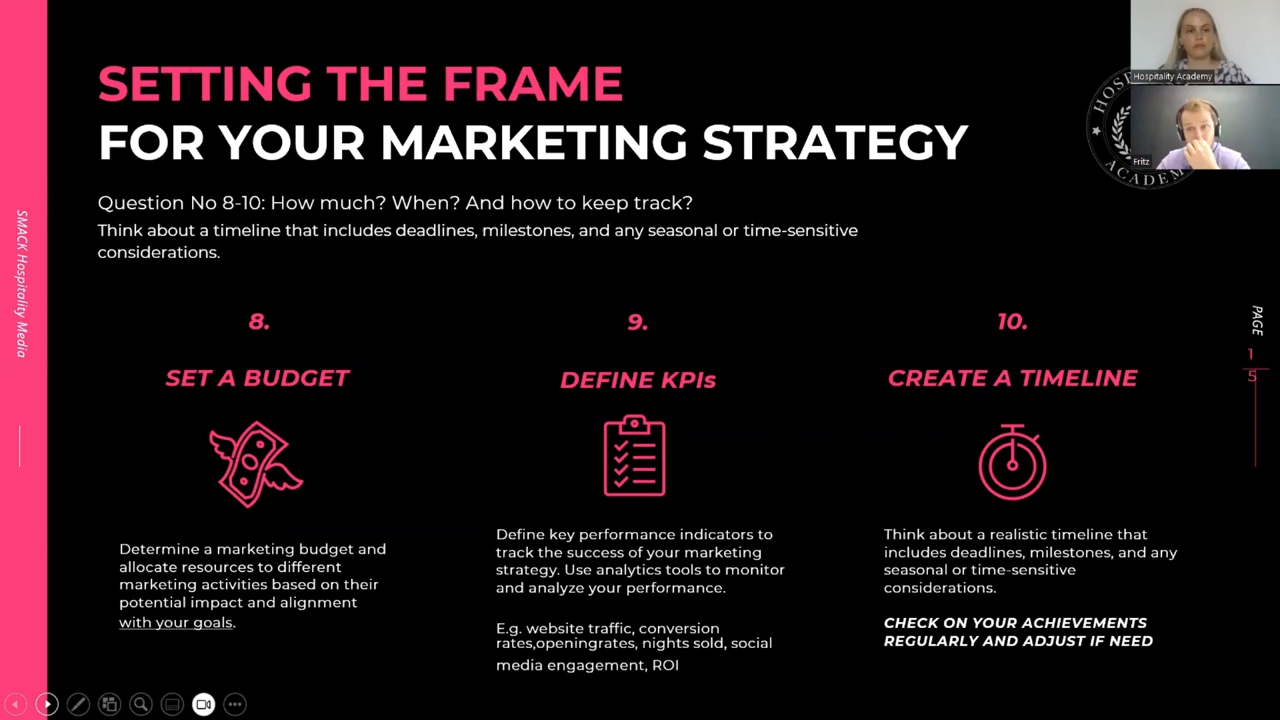 SETTING THE FRAME
FOR YOUR MARKETING STRATEGY
Question No 8-10: How much? When? And how to keep track?
Think about a timeline that includes deadlines, milestones, and any seasonal or time-sensitive
considerations.
8.
SET A BUDGET
Determine a marketing budget and
allocate resources to different
marketing activities based on their
potential impact and alignment
with your goals.
9.
DEFINE KPIs
Define key performance indicators to
track the success of your marketing
strategy. Use analytics tools to monitor
and analyze your performance.
E.g. website traffic, conversion
rates,openingrates, nights sold, social
media engagement, ROI
10.
CREATE A TIMELINE
Think about a realistic timeline that
includes deadlines, milestones, and any
seasonal or time-sensitive
considerations.
CHECK ON YOUR ACHIEVEMENTS
REGULARLY AND ADJUST IF NEED
SMACK Hospitality Media
PAGE
1
5
Hospitality Academy
Fritz
HOS
ACADEM